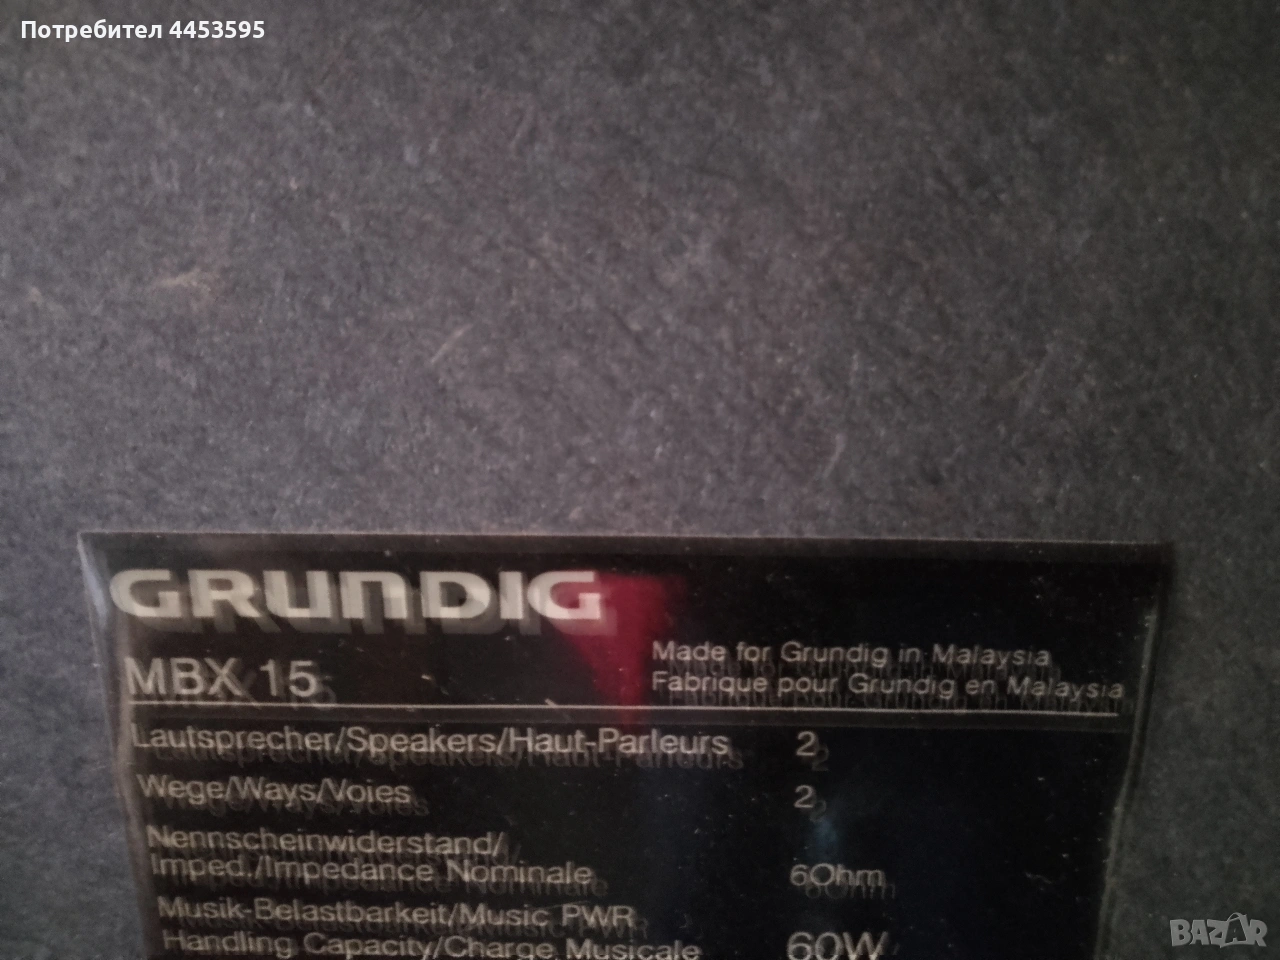 Потребител 4453595
GRUNDIG
MBX 15
Made for Grundig in Malaysia
Fabrique pour Grundig en Malaysia
Lautsprecher/Speakers/Haut-Parleurs 2
Wege/Ways/Voies 2
Nennscheinwiderstand/
Imped./Impedance Nominale 6Ohm
Musik-Belastbarkeit/Music PWR
Handling Capacity/Charge Musicale 60W
BAZAR